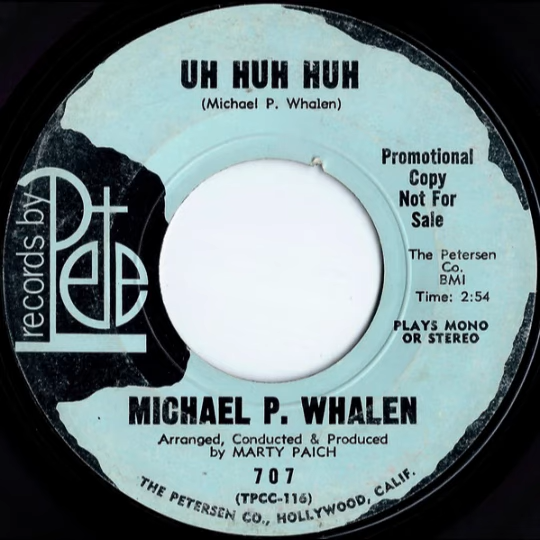 UH HUH HUH
(Michael P. Whalen)
Promotional
Copy
Not For
Sale
records by
Pete
The Petersen
Co.
BMI
Time: 2:54
PLAYS MONO
OR STEREO
MICHAEL P. WHALEN
Arranged, Conducted & Produced
by MARTY PAICH
707
(TPCC-116)
THE PETERSEN CO., HOLLYWOOD, CALIF.